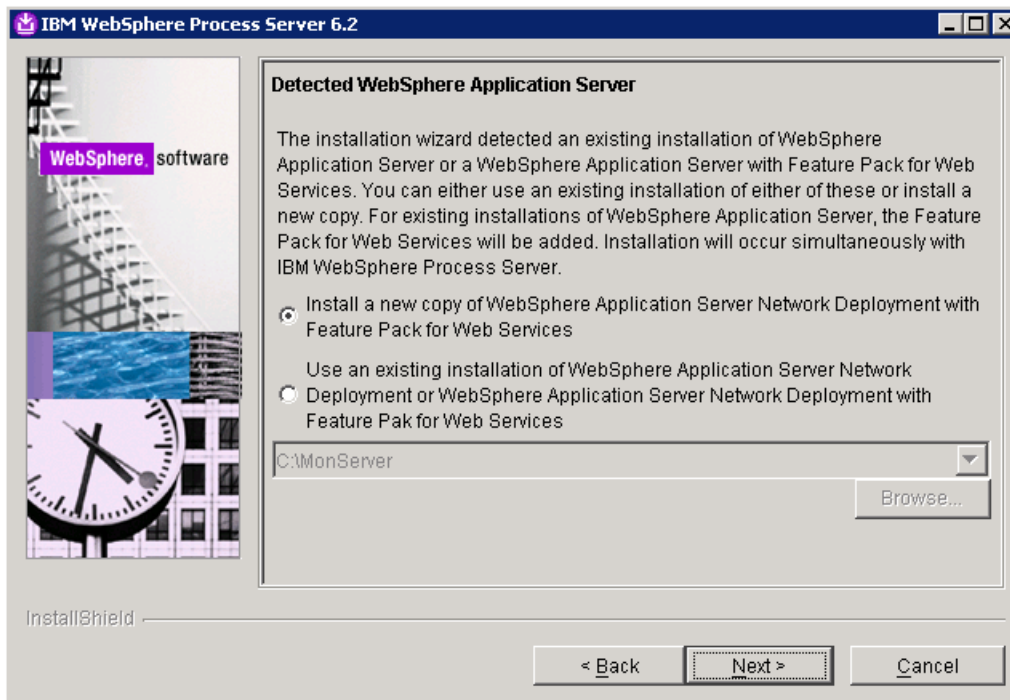 IBM WebSphere Process Server 6.2
WebSphere. software
Detected WebSphere Application Server
The installation wizard detected an existing installation of WebSphere
Application Server or a WebSphere Application Server with Feature Pack for Web
Services. You can either use an existing installation of either of these or install a
new copy. For existing installations of WebSphere Application Server, the Feature
Pack for Web Services will be added. Installation will occur simultaneously with
IBM WebSphere Process Server.
Install a new copy of WebSphere Application Server Network Deployment with
Feature Pack for Web Services
Use an existing installation of WebSphere Application Server Network
Deployment or WebSphere Application Server Network Deployment with
Feature Pak for Web Services
C:\MonServer
Browse...
InstallShield
< Back
Next >
Cancel